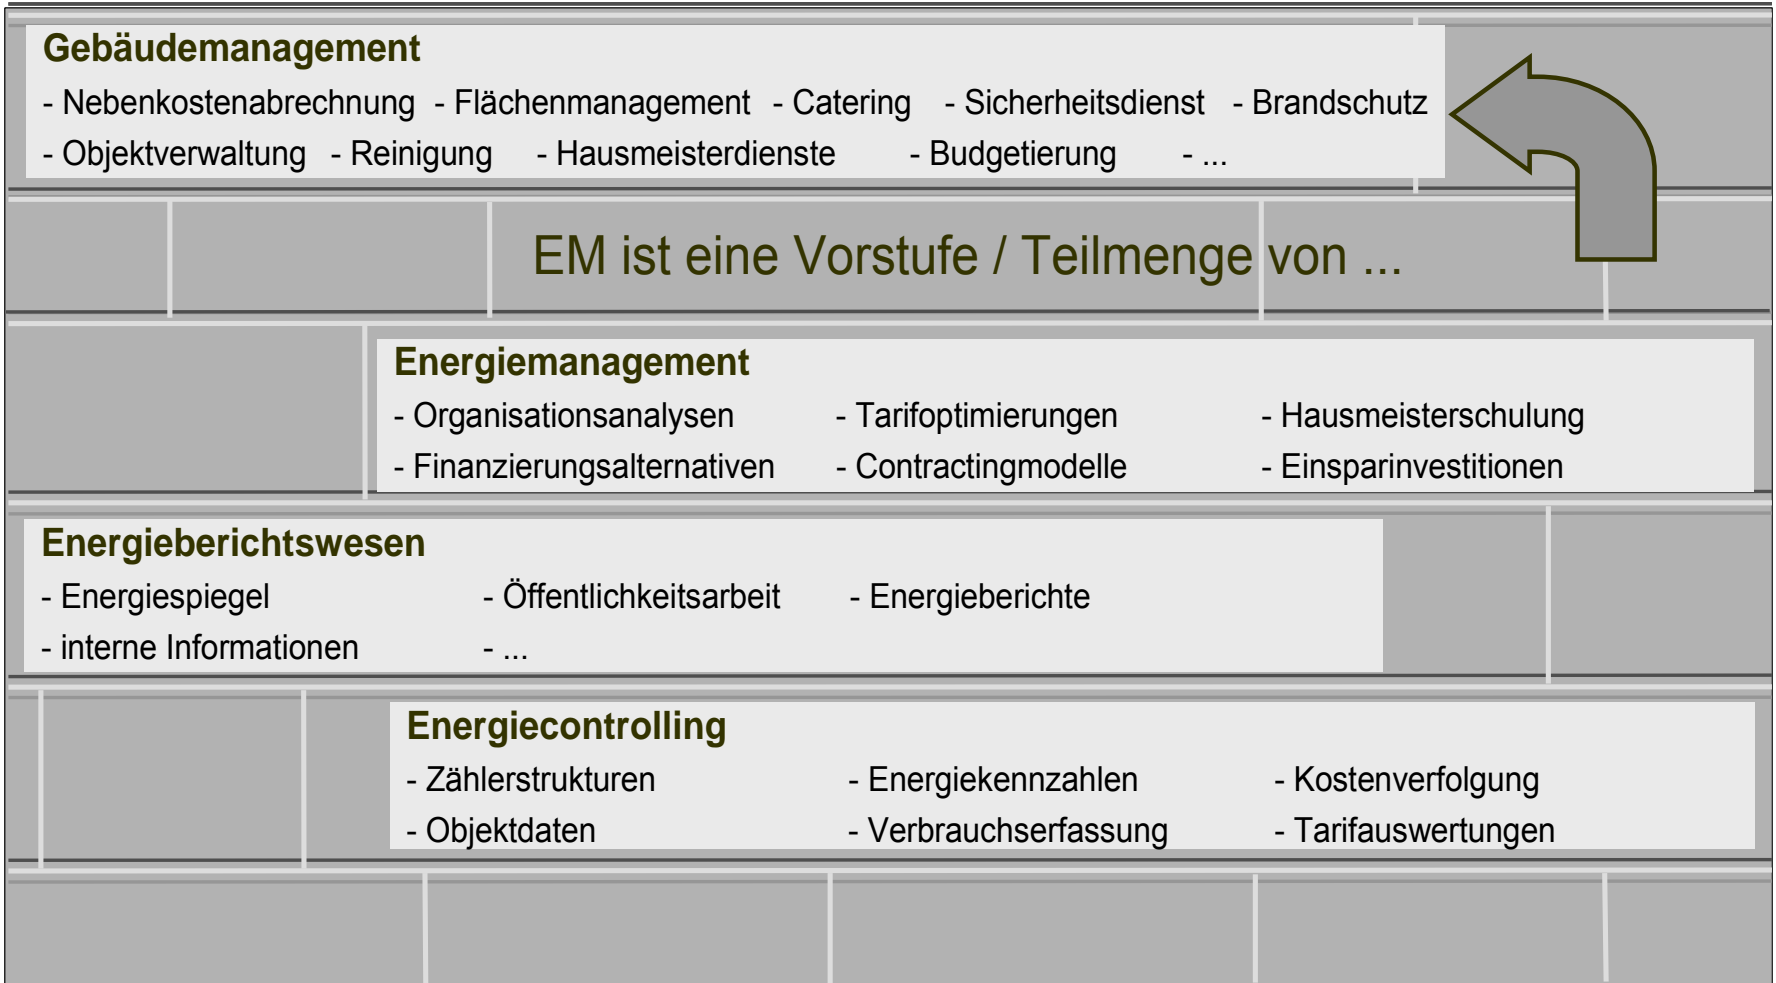 Gebäudemanagement
- Nebenkostenabrechnung - Flächenmanagement - Catering - Sicherheitsdienst - Brandschutz
- Objektverwaltung - Reinigung - Hausmeisterdienste - Budgetierung - ...
EM ist eine Vorstufe / Teilmenge von ...
Energiemanagement
- Organisationsanalysen - Tarifoptimierungen - Hausmeisterschulung
- Finanzierungsalternativen - Contractingmodelle - Einsparinvestitionen
Energieberichtswesen
- Energiespiegel - Öffentlichkeitsarbeit - Energieberichte
- interne Informationen - ...
Energiecontrolling
- Zählerstrukturen - Energiekennzahlen - Kostenverfolgung
- Objektdaten - Verbrauchserfassung - Tarifauswertungen